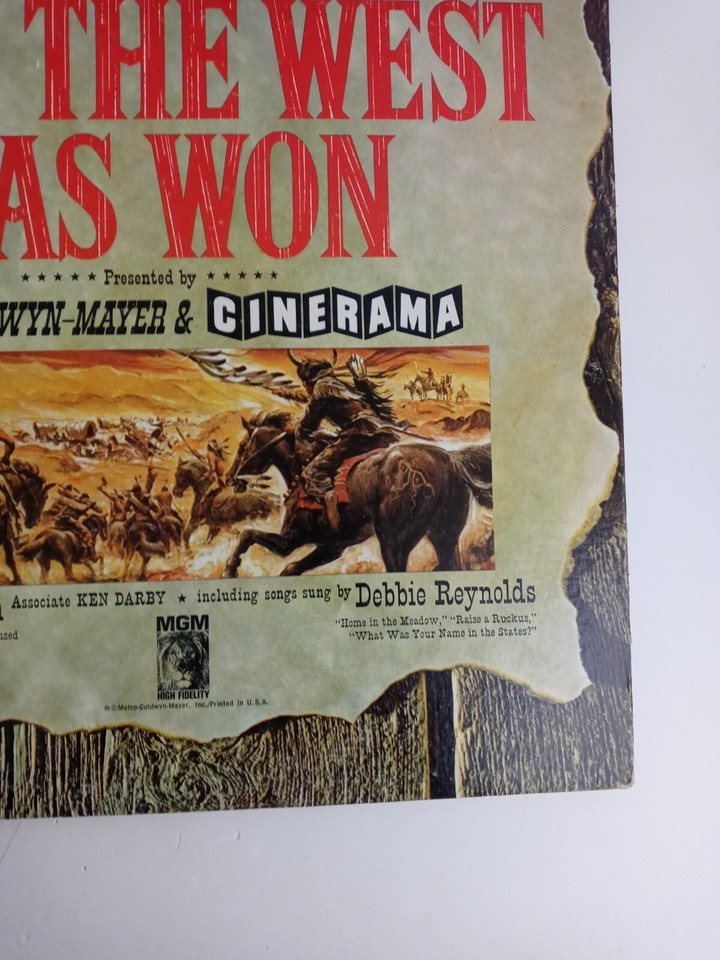 THE WEST
AS WON
★ ★ ★ ★ ★ Presented by ★ ★ ★ ★ ★
WYN-MAYER & CINERAMA
Associate KEN DARBY ★ including songs sung by Debbie Reynolds
"Home in the Meadow," "Raise a Ruckus,"
"What Was Your Name in the States?"
nsed
MGM
HIGH FIDELITY
℗ © Metro-Goldwyn-Mayer, Inc./Printed in U.S.A.